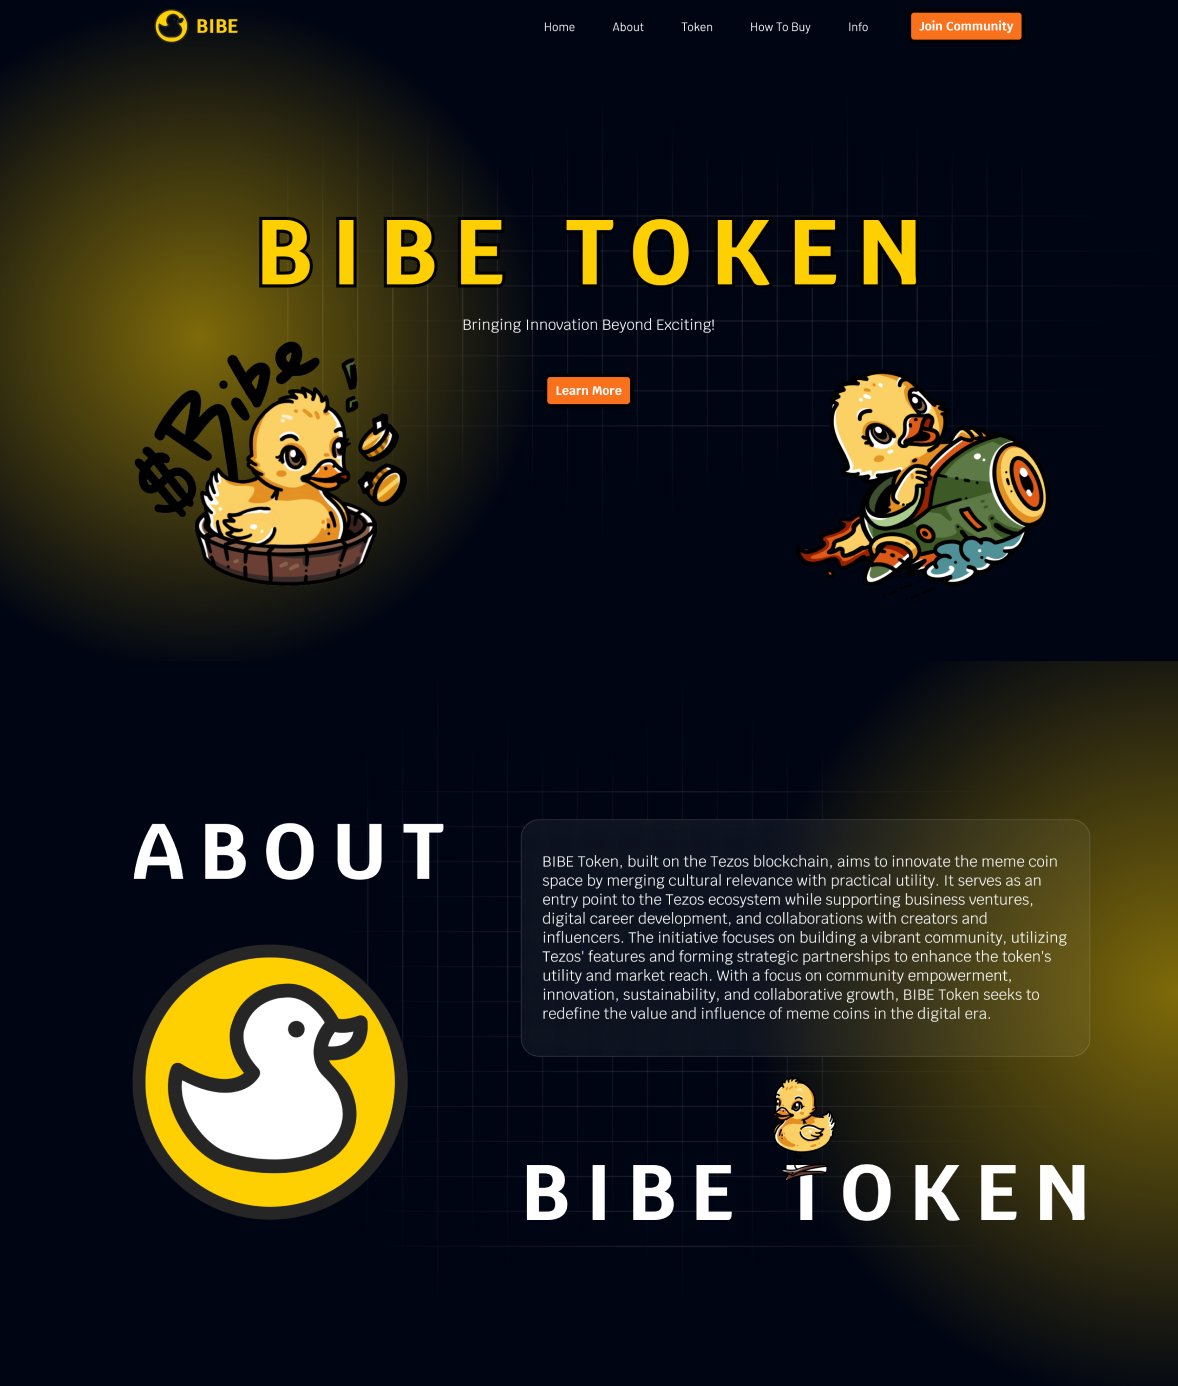 BIBE
Home About Token How To Buy Info Join Community
BIBE TOKEN
Bringing Innovation Beyond Exciting!
$Bibe!
Learn More
ABOUT
BIBE Token, built on the Tezos blockchain, aims to innovate the meme coin
space by merging cultural relevance with practical utility. It serves as an
entry point to the Tezos ecosystem while supporting business ventures,
digital career development, and collaborations with creators and
influencers. The initiative focuses on building a vibrant community, utilizing
Tezos' features and forming strategic partnerships to enhance the token's
utility and market reach. With a focus on community empowerment,
innovation, sustainability, and collaborative growth, BIBE Token seeks to
redefine the value and influence of meme coins in the digital era.
BIBE TOKEN